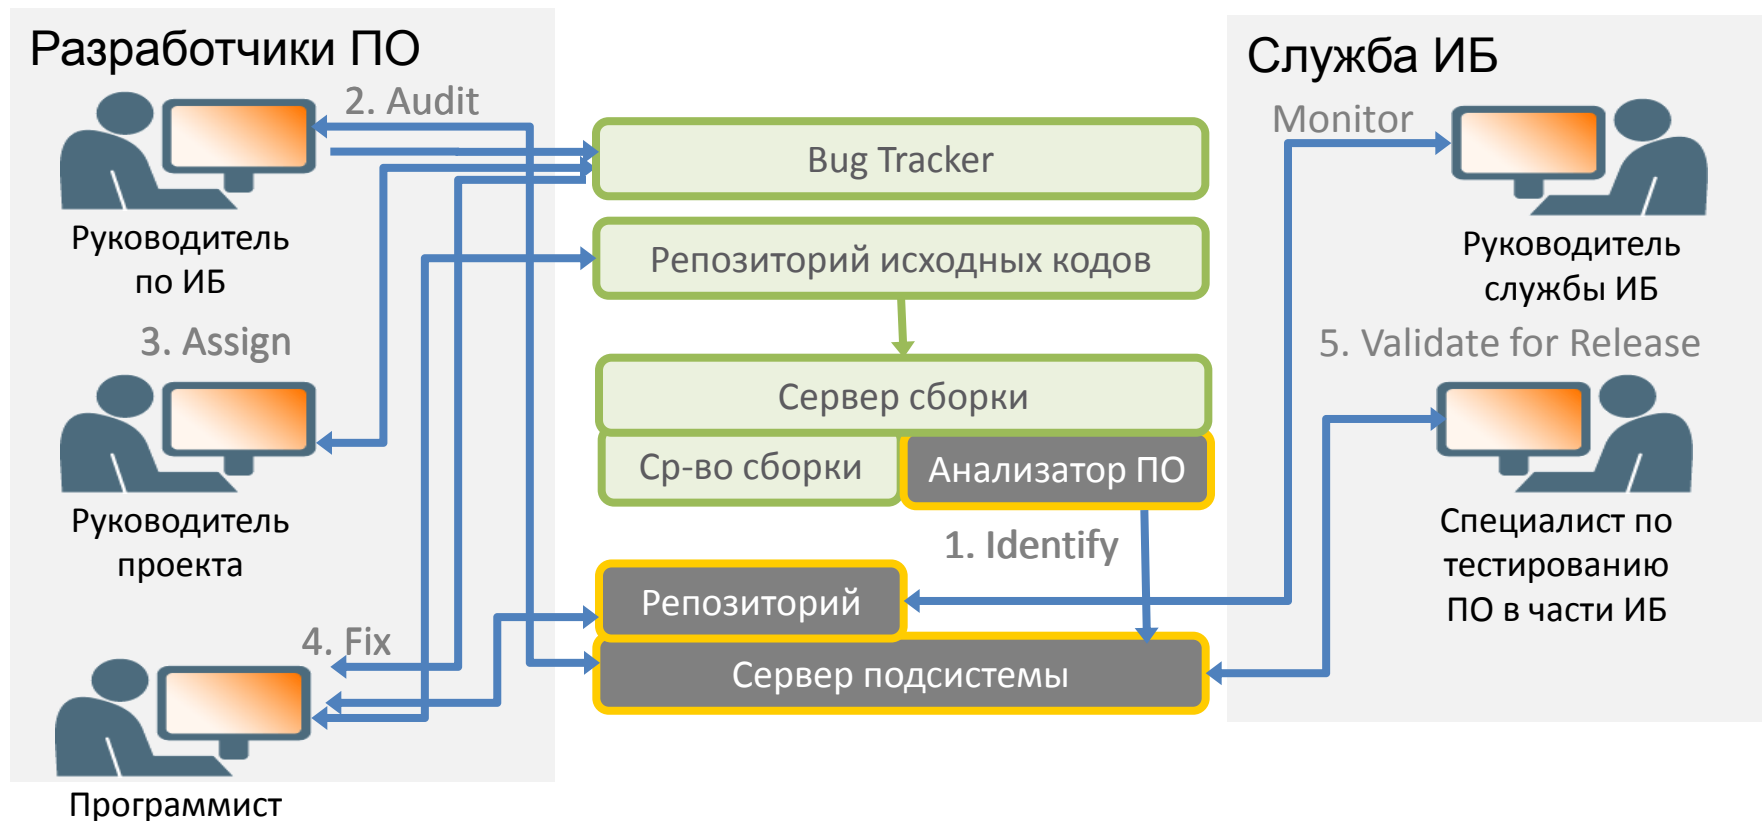 Разработчики ПО
2. Audit
Руководитель
по ИБ
3. Assign
Руководитель
проекта
4. Fix
Программист
Bug Tracker
Репозиторий исходных кодов
Сервер сборки
Ср-во сборки
Анализатор ПО
1. Identify
Репозиторий
Сервер подсистемы
Служба ИБ
Monitor
Руководитель
службы ИБ
5. Validate for Release
Специалист по
тестированию
ПО в части ИБ